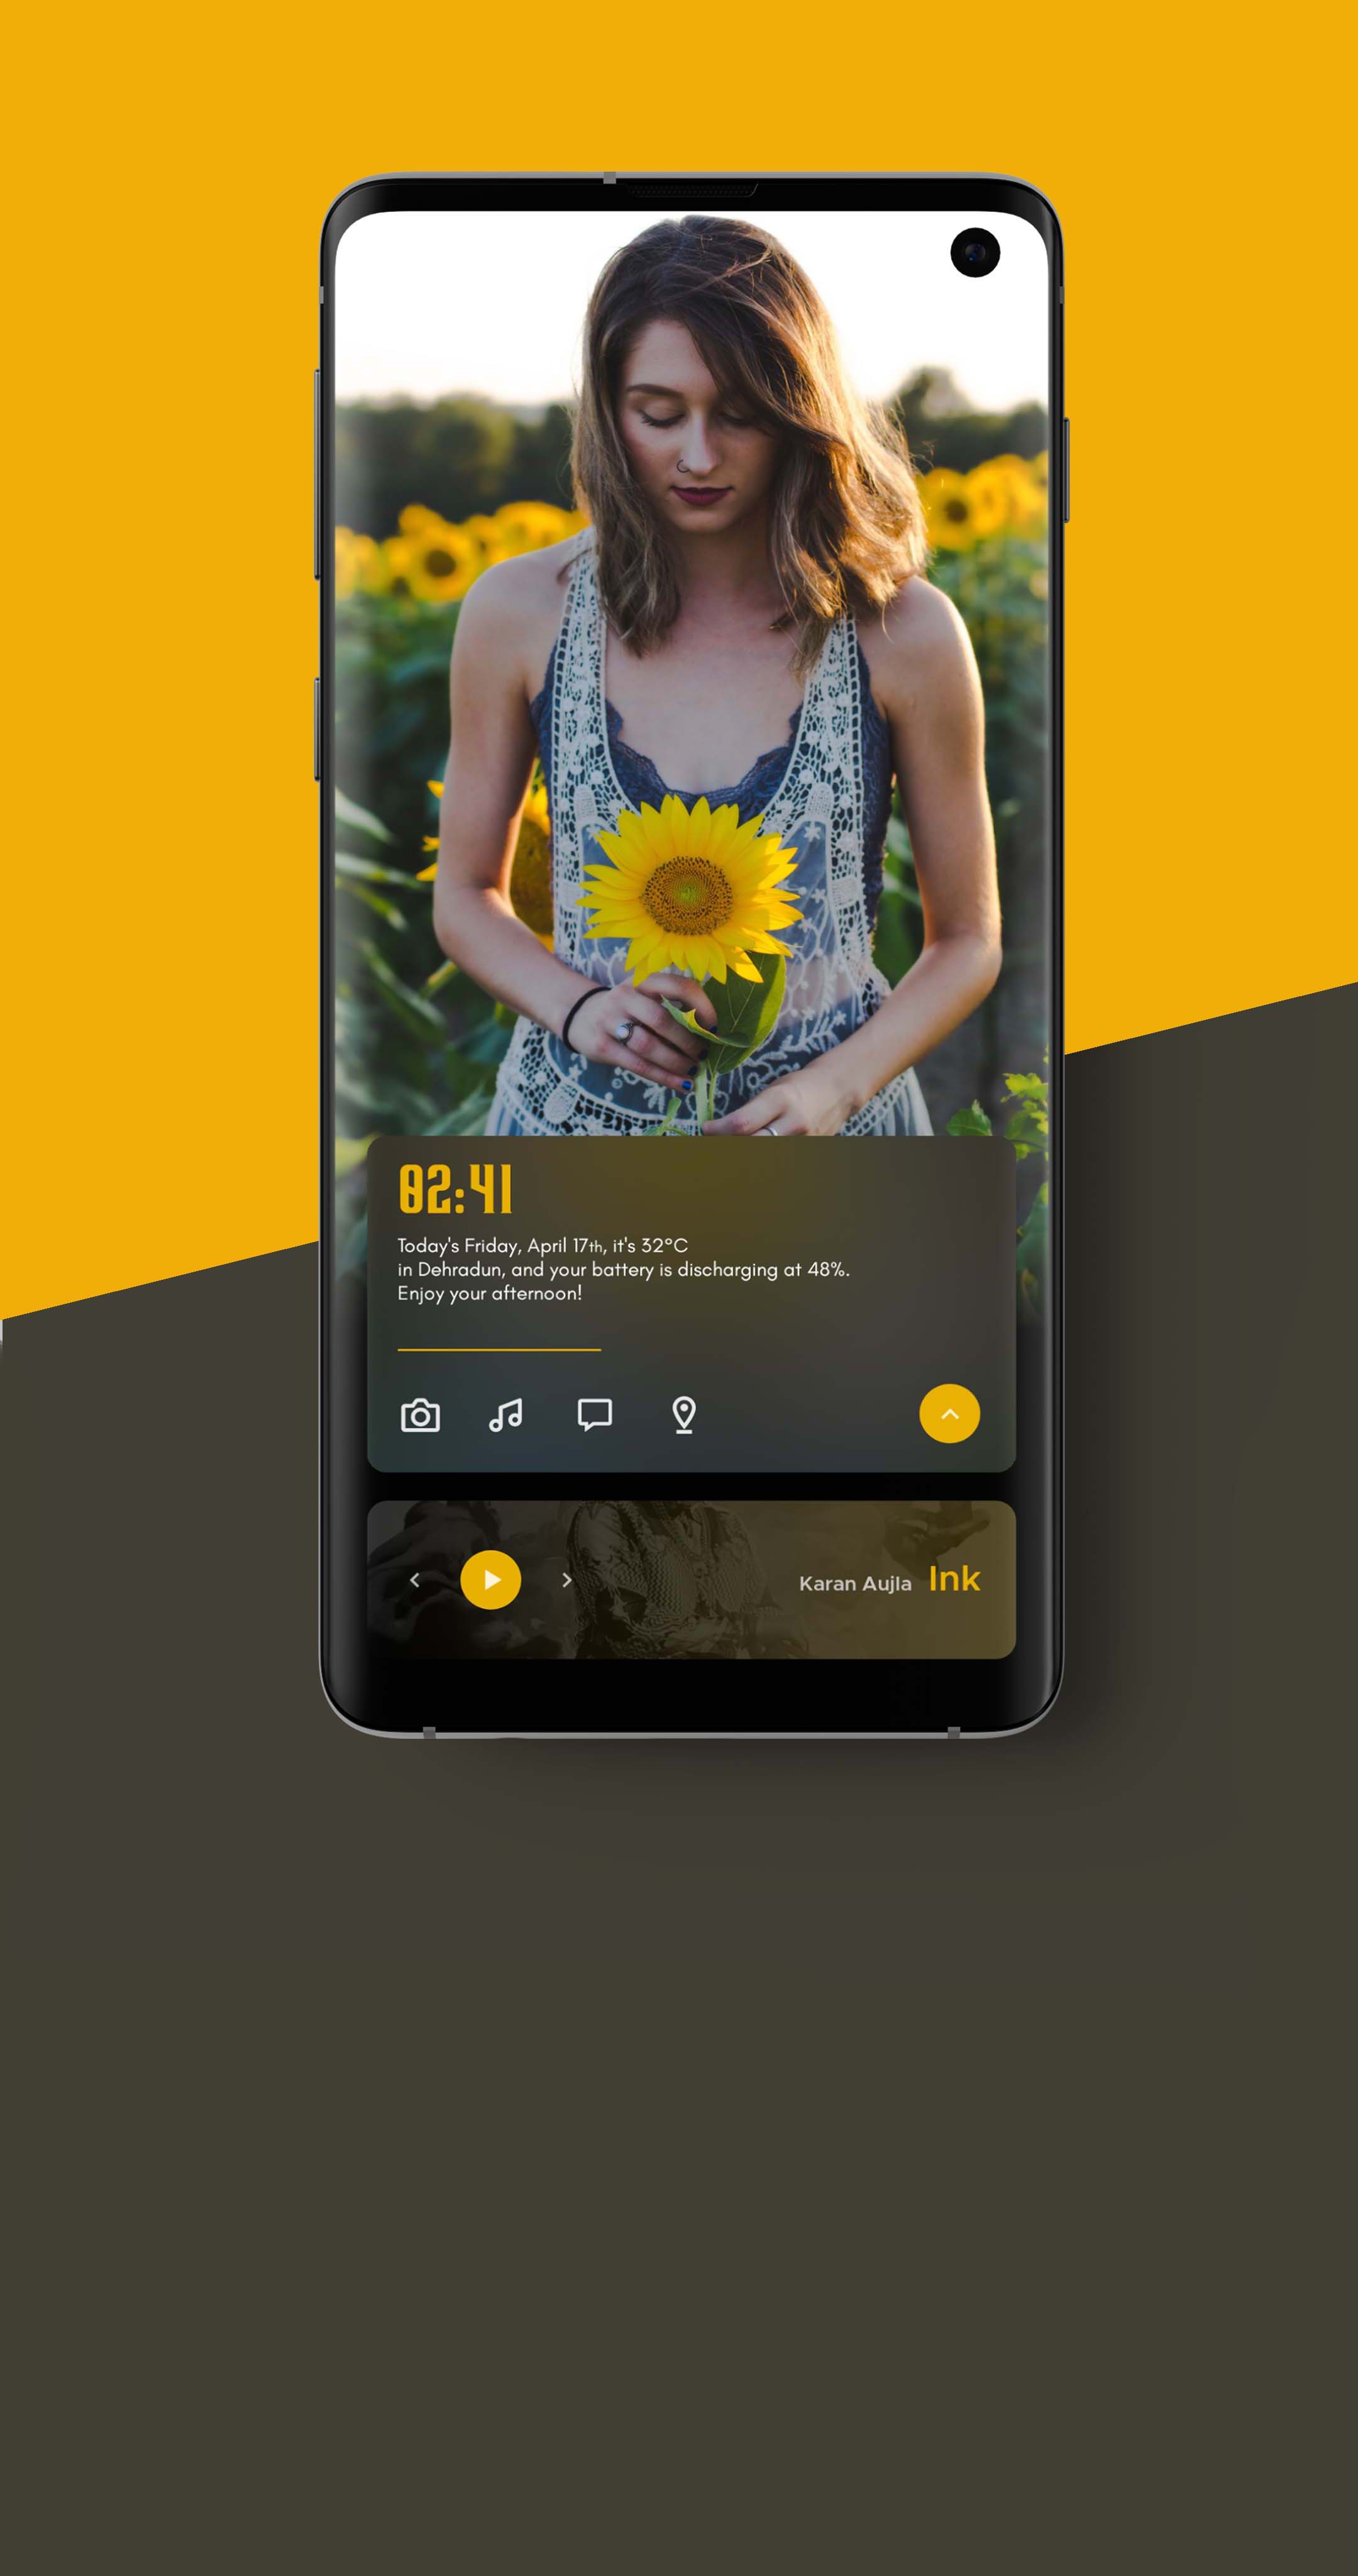 02:41
Today's Friday, April 17th, it's 32°C
in Dehradun, and your battery is discharging at 48%.
Enjoy your afternoon!
Karan Aujla Ink